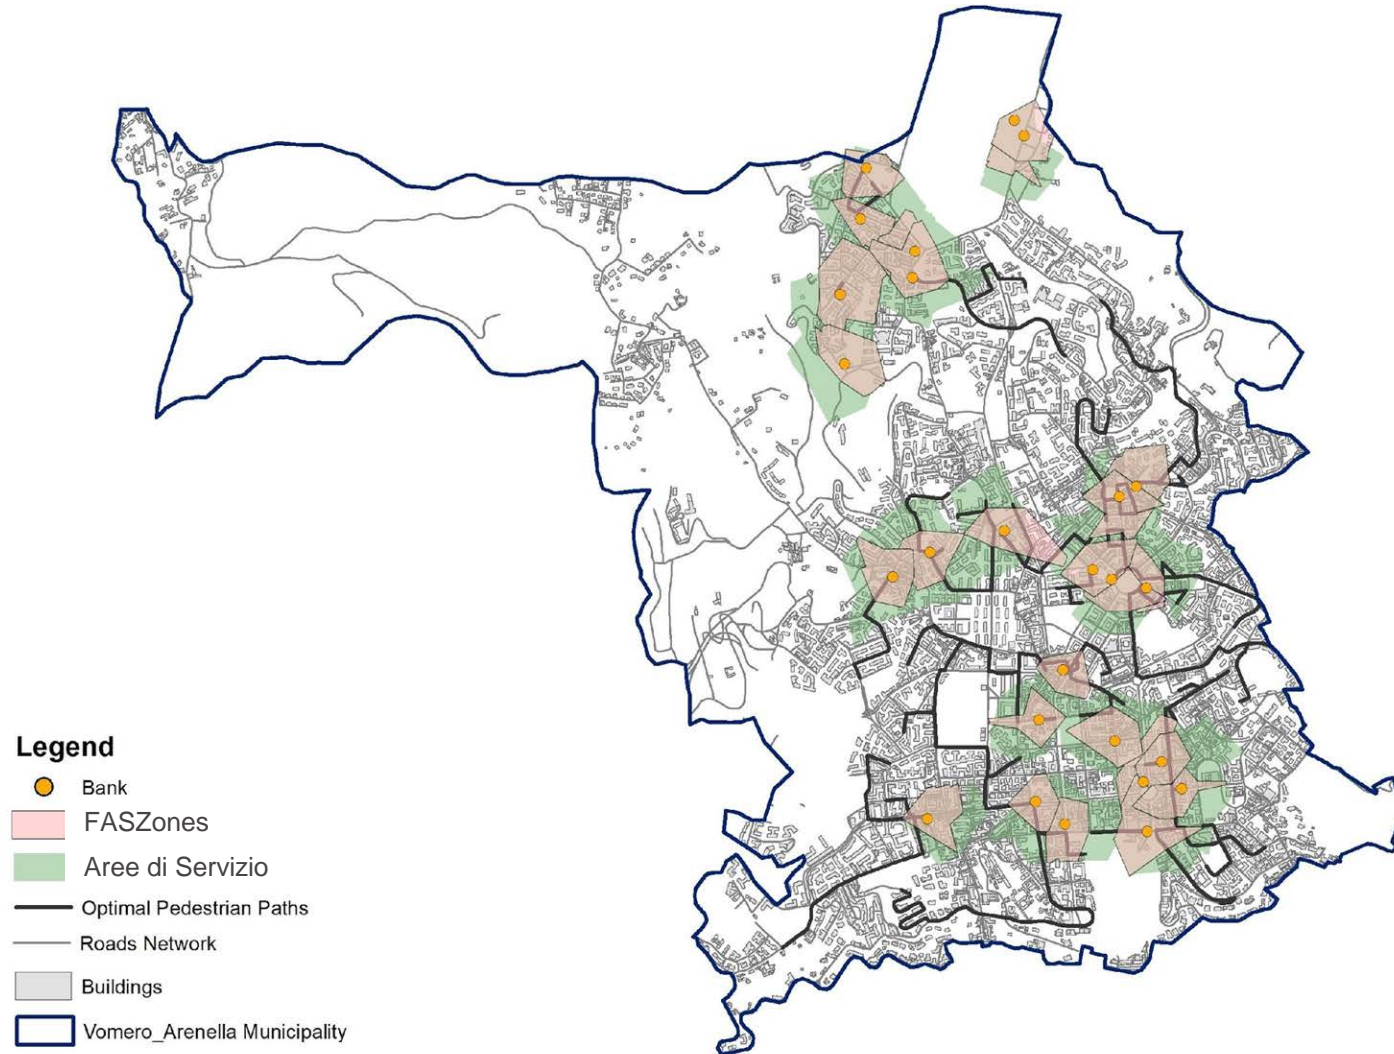 Legend
Bank
FASZones
Aree di Servizio
Optimal Pedestrian Paths
Roads Network
Buildings
Vomero_Arenella Municipality